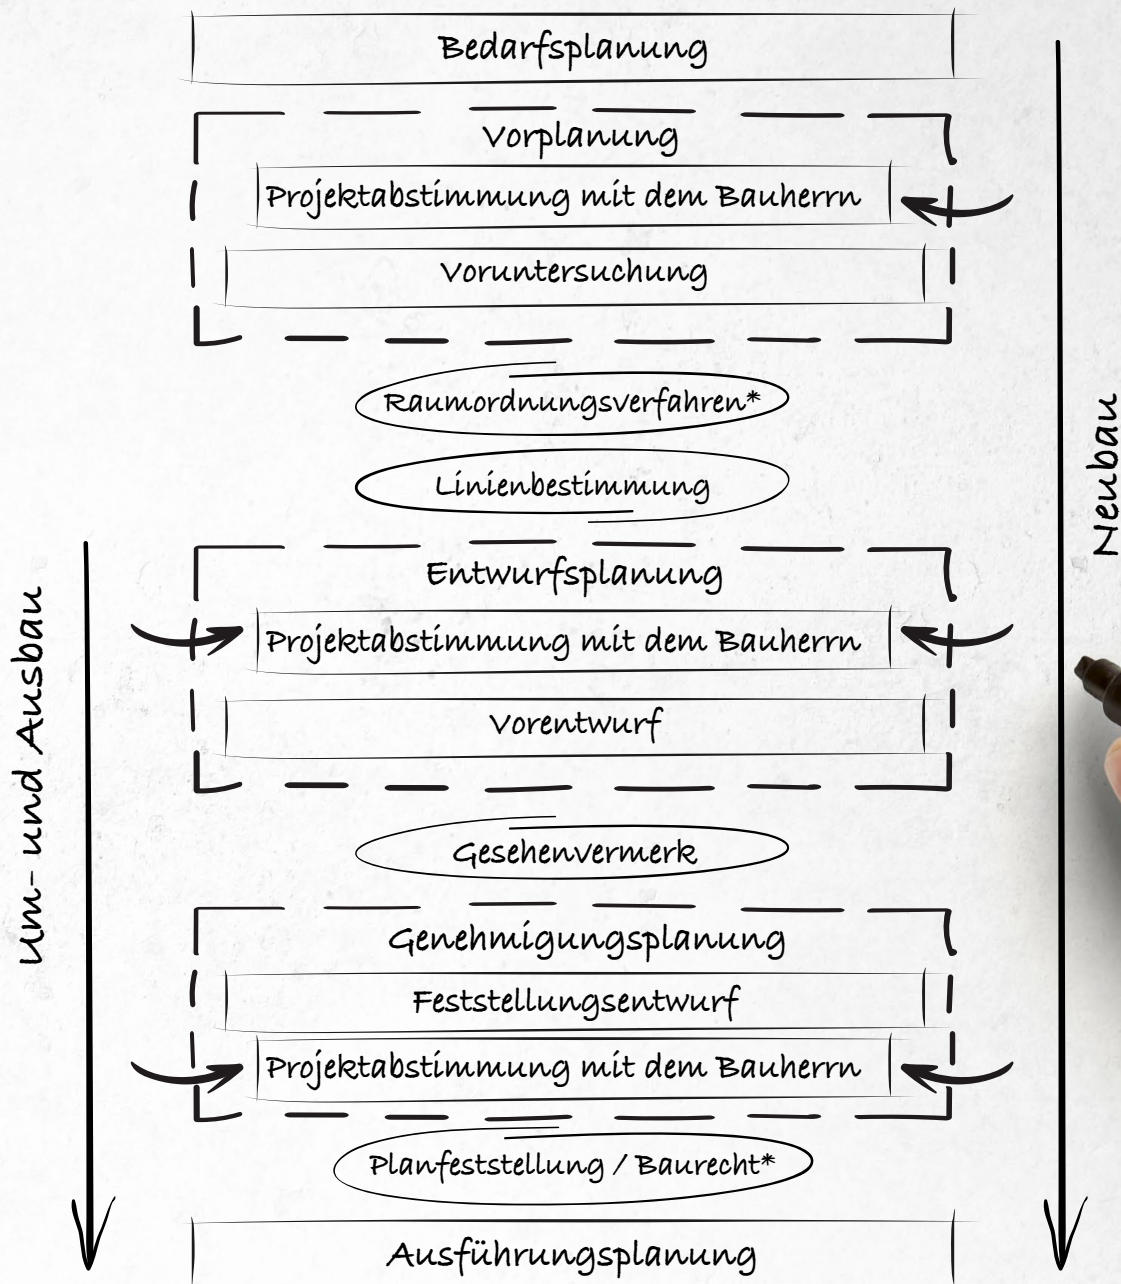 Bedarfsplanung
Vorplanung
Projektabstimmung mit dem Bauherrn
Voruntersuchung
Raumordnungsverfahren*
Linienbestimmung
Neubau
Entwurfsplanung
Projektabstimmung mit dem Bauherrn
Vorentwurf
Um- und Ausbau
Gesehenvermerk
Genehmigungsplanung
Feststellungsentwurf
Projektabstimmung mit dem Bauherrn
Planfeststellung / Baurecht*
Ausführungsplanung